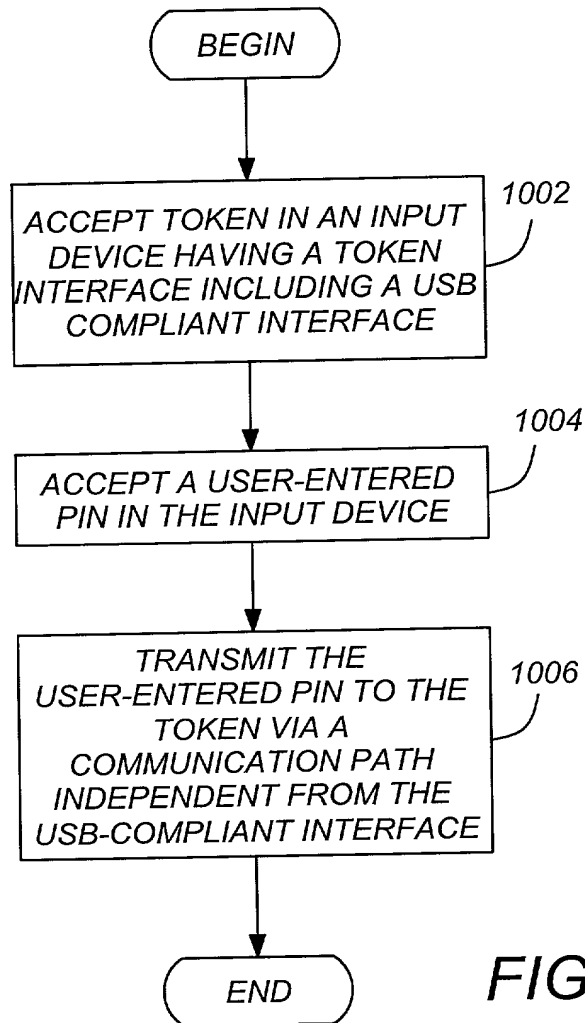 BEGIN
1002
ACCEPT TOKEN IN AN INPUT
DEVICE HAVING A TOKEN
INTERFACE INCLUDING A USB
COMPLIANT INTERFACE
1004
ACCEPT A USER-ENTERED
PIN IN THE INPUT DEVICE
1006
TRANSMIT THE
USER-ENTERED PIN TO THE
TOKEN VIA A
COMMUNICATION PATH
INDEPENDENT FROM THE
USB-COMPLIANT INTERFACE
END
FIG